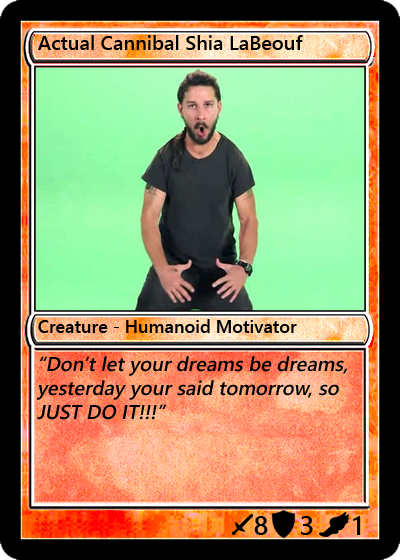 Actual Cannibal Shia LaBeouf
Creature - Humanoid Motivator
“Don’t let your dreams be dreams,
yesterday your said tomorrow, so
JUST DO IT!!!”
8 3 1